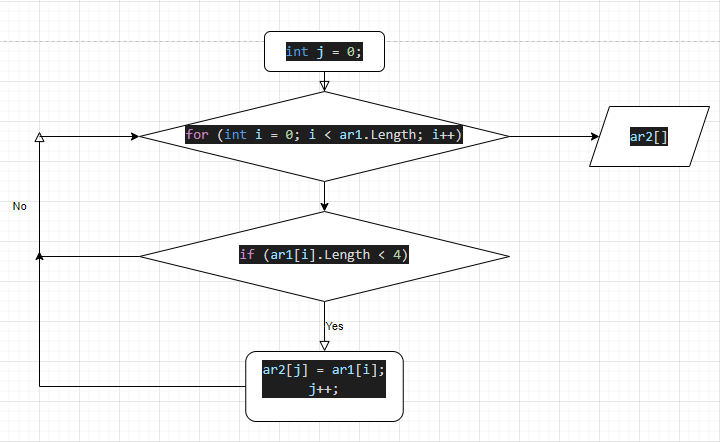 int j = 0;
for (int i = 0; i < ar1.Length; i++)
ar2[]
No
if (ar1[i].Length < 4)
Yes
ar2[j] = ar1[i];
j++;